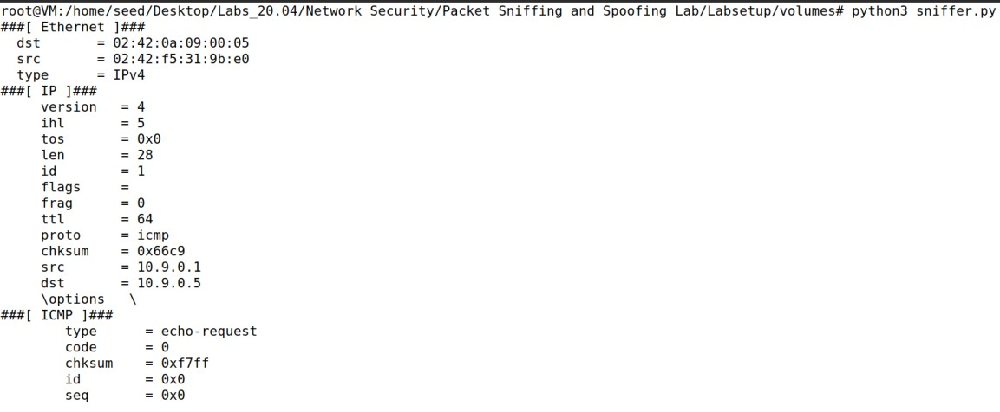 root@VM:/home/seed/Desktop/Labs_20.04/Network Security/Packet Sniffing and Spoofing Lab/Labsetup/volumes# python3 sniffer.py
###[ Ethernet ]###
  dst       = 02:42:0a:09:00:05
  src       = 02:42:f5:31:9b:e0
  type      = IPv4
###[ IP ]###
     version   = 4
     ihl       = 5
     tos       = 0x0
     len       = 28
     id        = 1
     flags     =
     frag      = 0
     ttl       = 64
     proto     = icmp
     chksum    = 0x66c9
     src       = 10.9.0.1
     dst       = 10.9.0.5
     \options   \
###[ ICMP ]###
        type      = echo-request
        code      = 0
        chksum    = 0xf7ff
        id        = 0x0
        seq       = 0x0